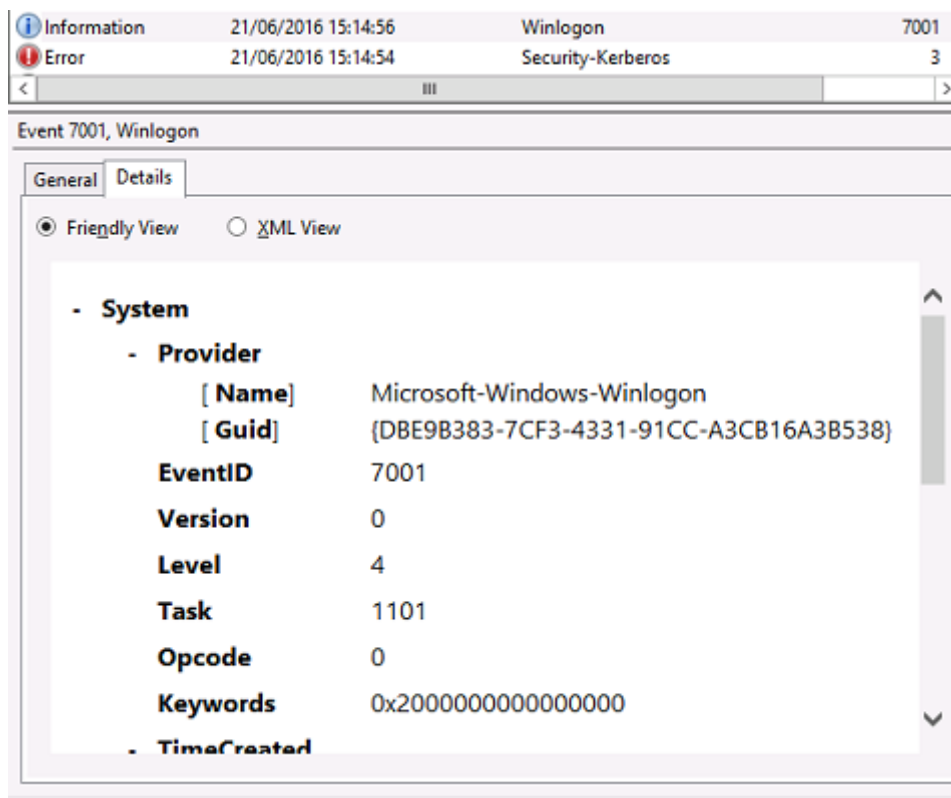 Information 21/06/2016 15:14:56 Winlogon 7001
Error 21/06/2016 15:14:54 Security-Kerberos 3
Event 7001, Winlogon
General Details
Friendly View XML View
- System
- Provider
[ Name] Microsoft-Windows-Winlogon
[ Guid] {DBE9B383-7CF3-4331-91CC-A3CB16A3B538}
EventID 7001
Version 0
Level 4
Task 1101
Opcode 0
Keywords 0x2000000000000000
- TimeCreated